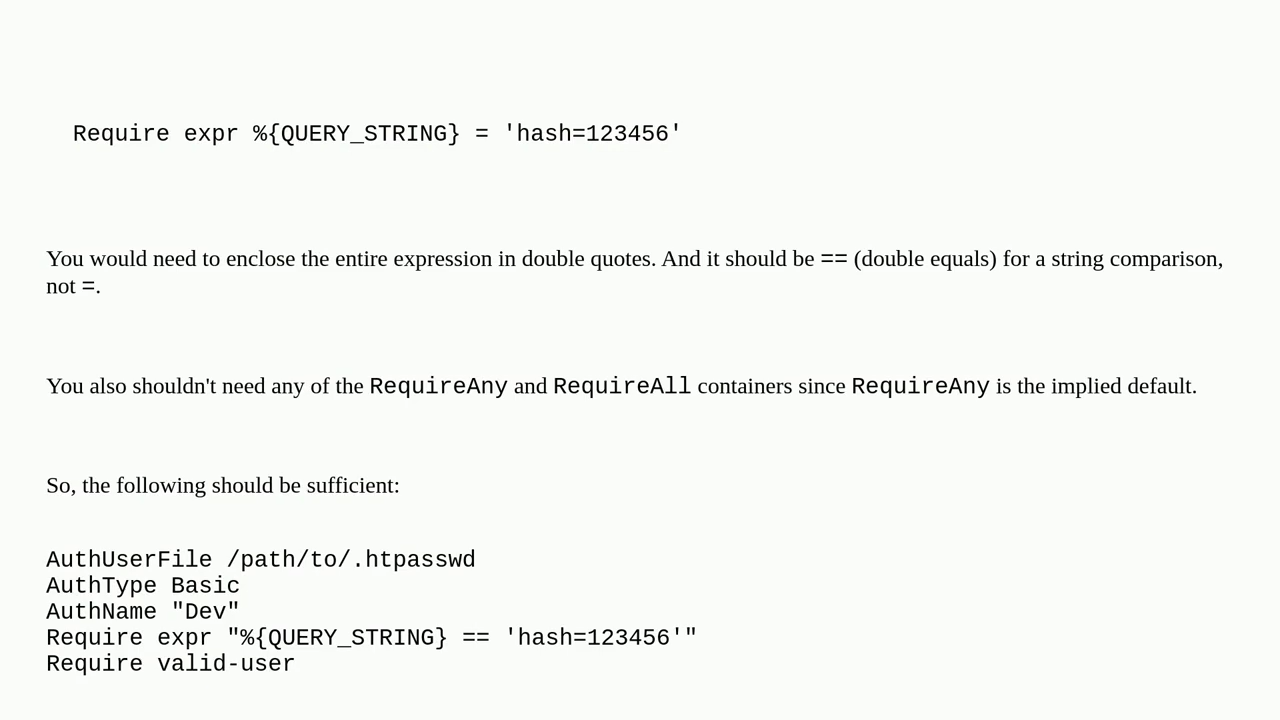 Require expr %{QUERY_STRING} = 'hash=123456'
You would need to enclose the entire expression in double quotes. And it should be == (double equals) for a string comparison,
not =.
You also shouldn't need any of the RequireAny and RequireAll containers since RequireAny is the implied default.
So, the following should be sufficient:
AuthUserFile /path/to/.htpasswd
AuthType Basic
AuthName "Dev"
Require expr "%{QUERY_STRING} == 'hash=123456'"
Require valid-user